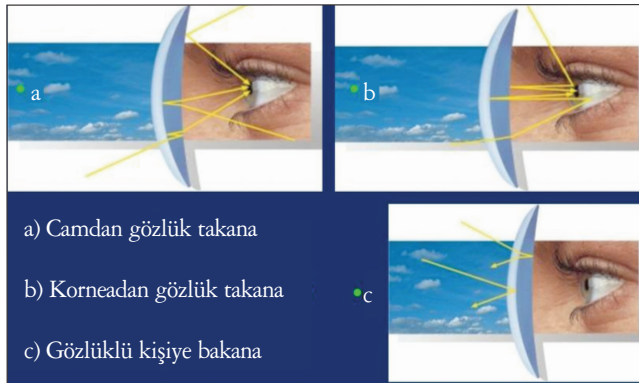 a
b
a) Camdan gözlük takana
b) Korneadan gözlük takana
c
c) Gözlüklü kişiye bakana